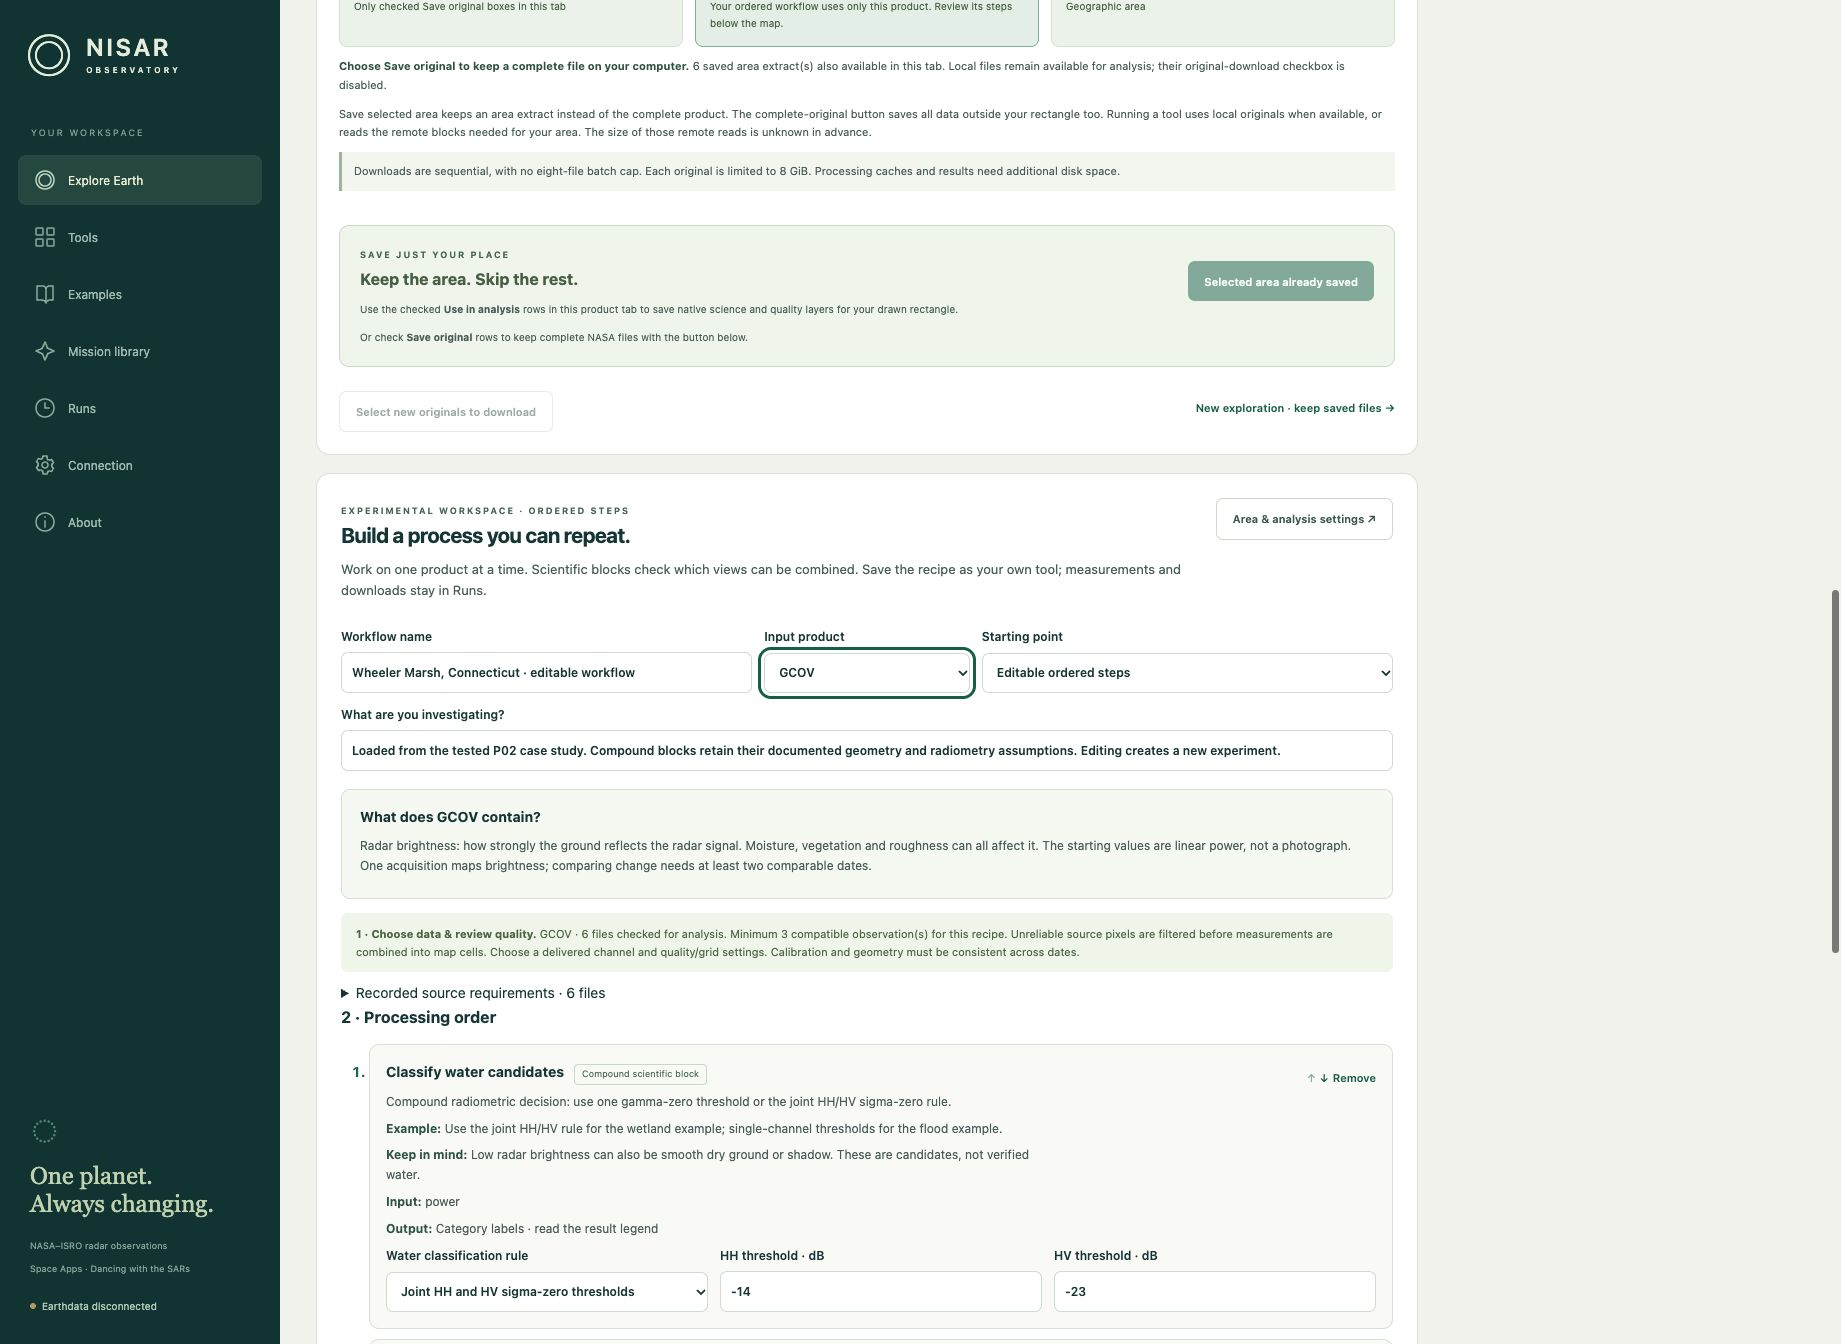 NISAR
OBSERVATORY
YOUR WORKSPACE
Explore Earth
Tools
Examples
Mission library
Runs
Connection
About
One planet.
Always changing.
NASA–ISRO radar observations
Space Apps · Dancing with the SARs
Earthdata disconnected
Only checked Save original boxes in this tab
Your ordered workflow uses only this product. Review its steps
below the map.
Geographic area
Choose Save original to keep a complete file on your computer. 6 saved area extract(s) also available in this tab. Local files remain available for analysis; their original-download checkbox is
disabled.
Save selected area keeps an area extract instead of the complete product. The complete-original button saves all data outside your rectangle too. Running a tool uses local originals when available, or
reads the remote blocks needed for your area. The size of those remote reads is unknown in advance.
Downloads are sequential, with no eight-file batch cap. Each original is limited to 8 GiB. Processing caches and results need additional disk space.
SAVE JUST YOUR PLACE
Keep the area. Skip the rest.
Use the checked Use in analysis rows in this product tab to save native science and quality layers for your drawn rectangle.
Or check Save original rows to keep complete NASA files with the button below.
Selected area already saved
Select new originals to download
New exploration · keep saved files →
EXPERIMENTAL WORKSPACE · ORDERED STEPS
Build a process you can repeat.
Work on one product at a time. Scientific blocks check which views can be combined. Save the recipe as your own tool; measurements and
downloads stay in Runs.
Area & analysis settings ↗
Workflow name
Input product
Starting point
Wheeler Marsh, Connecticut · editable workflow
GCOV
Editable ordered steps
What are you investigating?
Loaded from the tested P02 case study. Compound blocks retain their documented geometry and radiometry assumptions. Editing creates a new experiment.
What does GCOV contain?
Radar brightness: how strongly the ground reflects the radar signal. Moisture, vegetation and roughness can all affect it. The starting values are linear power, not a photograph.
One acquisition maps brightness; comparing change needs at least two comparable dates.
1 · Choose data & review quality. GCOV · 6 files checked for analysis. Minimum 3 compatible observation(s) for this recipe. Unreliable source pixels are filtered before measurements are
combined into map cells. Choose a delivered channel and quality/grid settings. Calibration and geometry must be consistent across dates.
▶ Recorded source requirements · 6 files
2 · Processing order
1.
Classify water candidates
Compound scientific block
↑ ↓ Remove
Compound radiometric decision: use one gamma-zero threshold or the joint HH/HV sigma-zero rule.
Example: Use the joint HH/HV rule for the wetland example; single-channel thresholds for the flood example.
Keep in mind: Low radar brightness can also be smooth dry ground or shadow. These are candidates, not verified
water.
Input: power
Output: Category labels · read the result legend
Water classification rule
HH threshold · dB
HV threshold · dB
Joint HH and HV sigma-zero thresholds
-14
-23